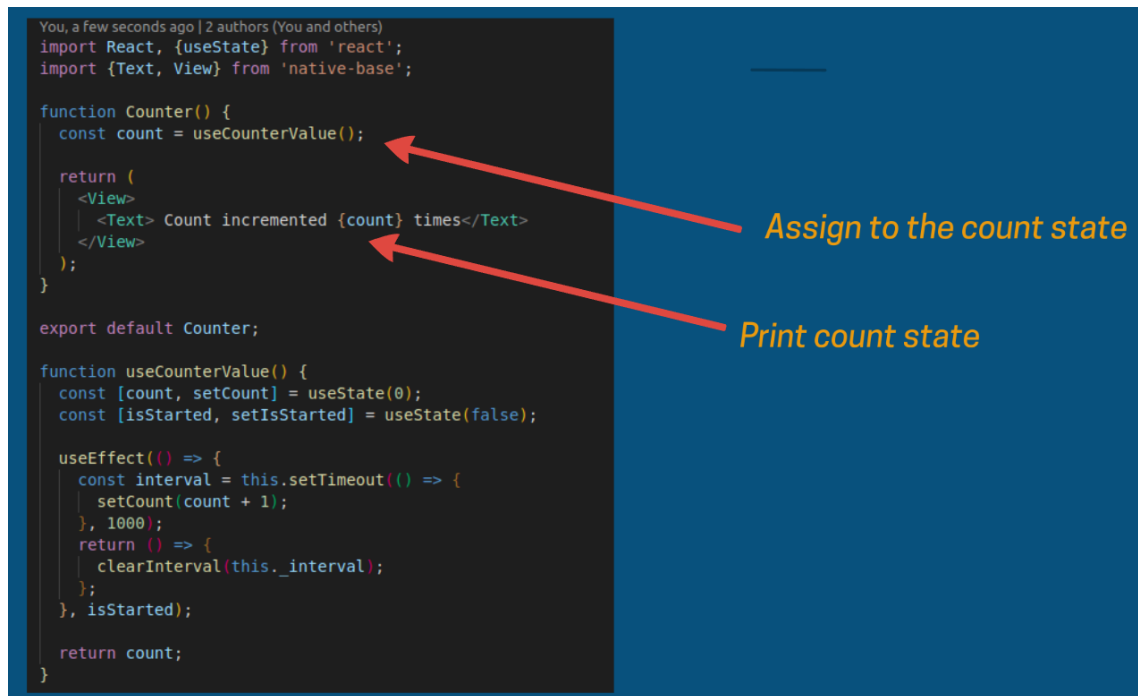 You, a few seconds ago | 2 authors (You and others)
import React, {useState} from 'react';
import {Text, View} from 'native-base';
function Counter() {
const count = useCounterValue();
return (
<View>
<Text> Count incremented {count} times</Text>
</View>
);
}
export default Counter;
function useCounterValue() {
const [count, setCount] = useState(0);
const [isStarted, setIsStarted] = useState(false);
useEffect(() => {
const interval = this.setTimeout(() => {
setCount(count + 1);
}, 1000);
return () => {
clearInterval(this._interval);
};
}, isStarted);
return count;
}
Assign to the count state
Print count state